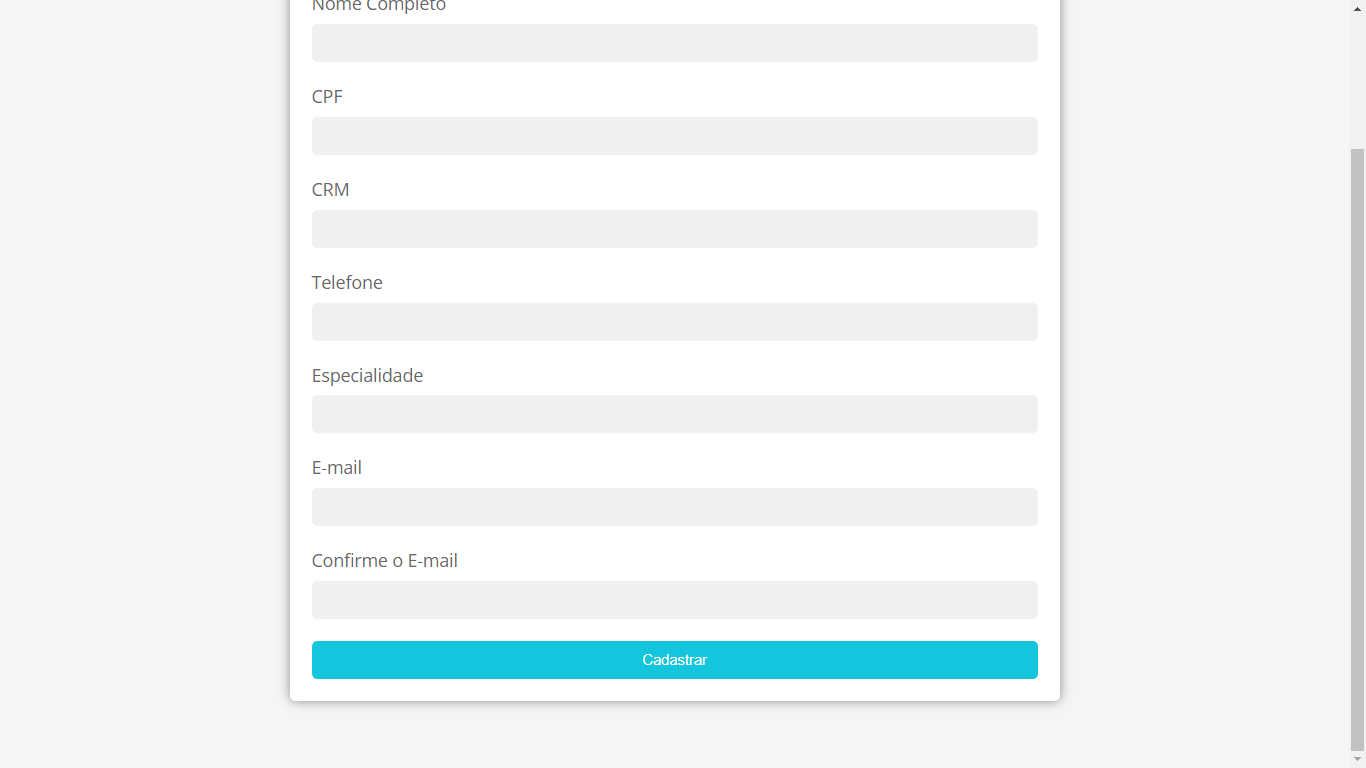 Nome Completo
CPF
CRM
Telefone
Especialidade
E-mail
Confirme o E-mail
Cadastrar